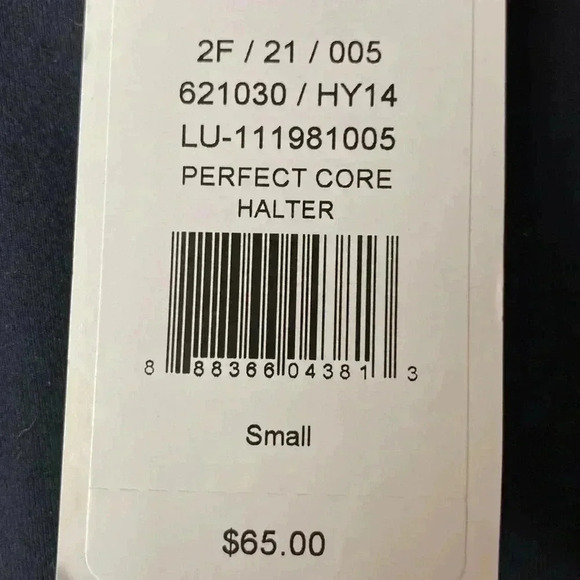 2F / 21 / 005
621030 / HY14
LU-111981005
PERFECT CORE
HALTER
8 88366 04381 3
Small
$65.00